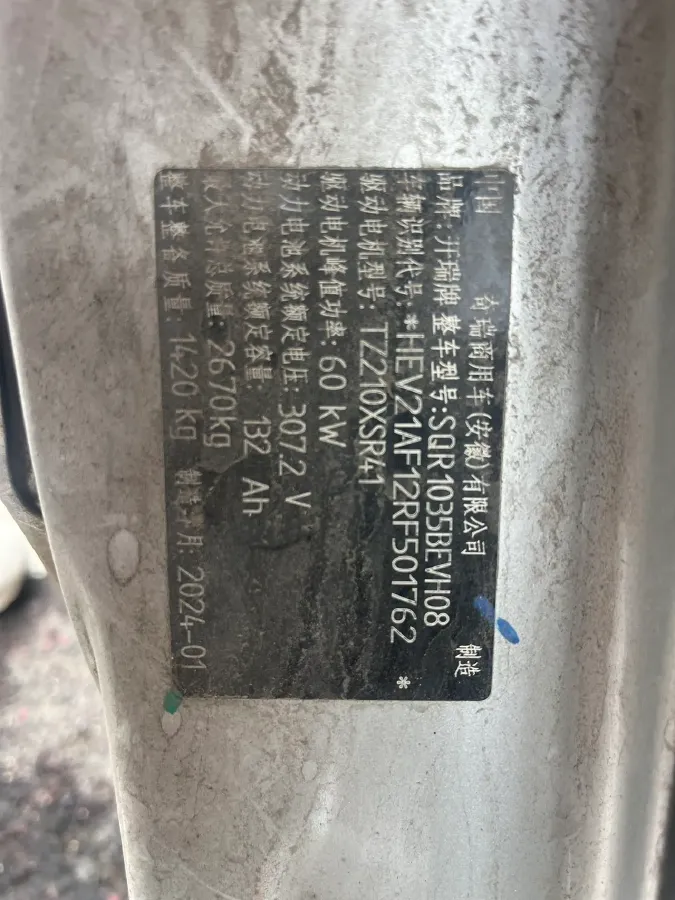 中国 奇瑞商用车(安徽)有限公司 制造
品牌:开瑞牌 整车型号:SQR1035BEVH08
车辆识别代号:*HEV21AF12RF501762*
驱动电机型号:TZ210XSR41
驱动电机峰值功率:60 kW
动力电池系统额定电压:307.2 V
动力电池系统额定容量:132 Ah
最大允许总质量:2670kg
整车整备质量:1420 kg 制造年月:2024-01